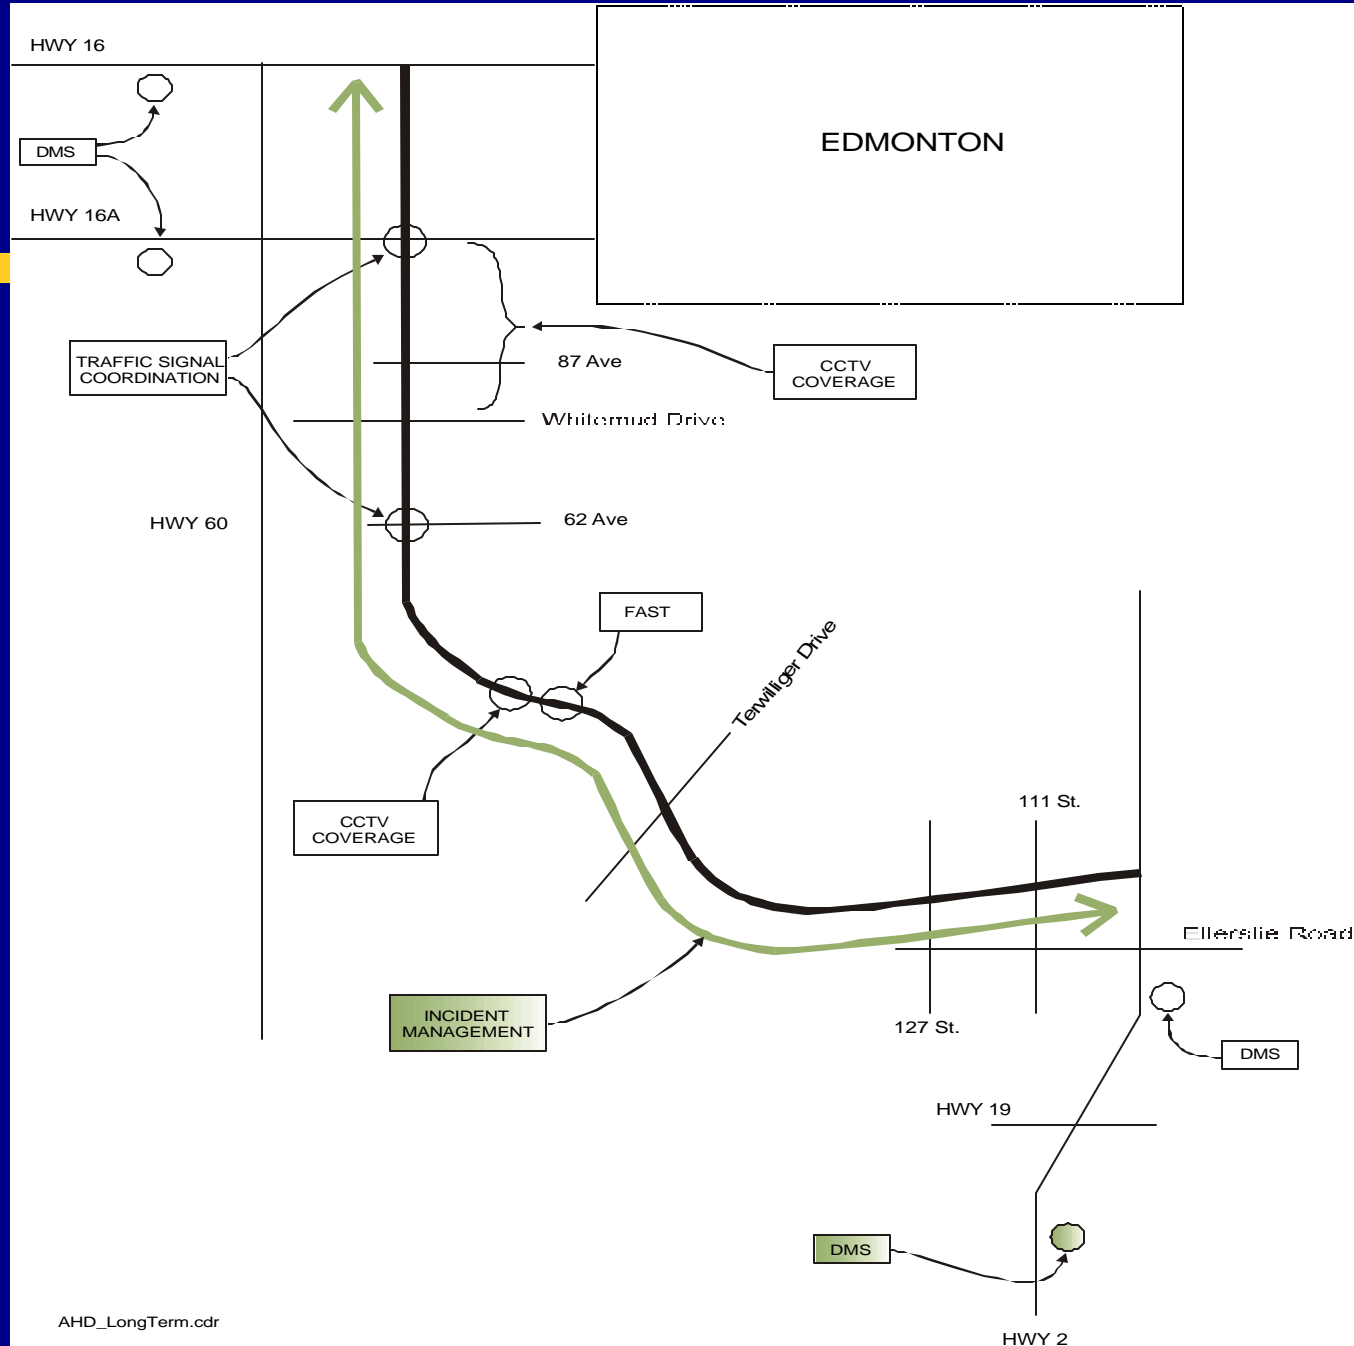 HWY 16
EDMONTON
DMS
HWY 16A
TRAFFIC SIGNAL
COORDINATION
87 Ave
CCTV
COVERAGE
Whitemud Drive
HWY 60
62 Ave
FAST
Terwilliger Drive
CCTV
COVERAGE
111 St.
Ellerslie Road
INCIDENT
MANAGEMENT
127 St.
DMS
HWY 19
DMS
AHD_LongTerm.cdr
HWY 2